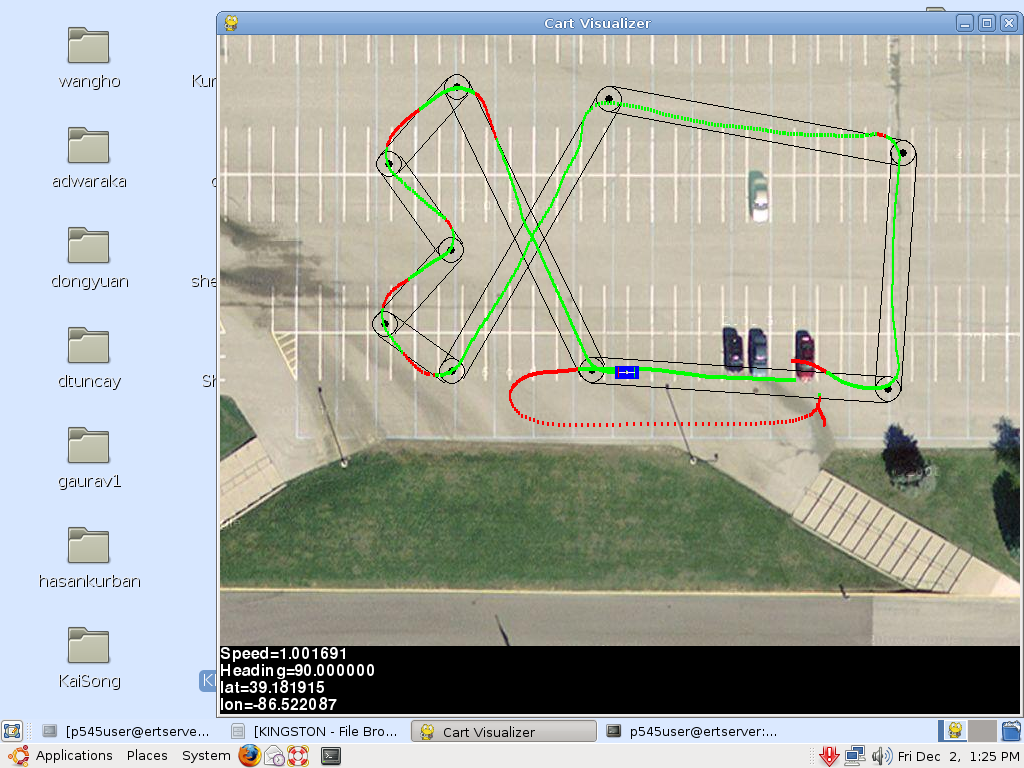 Cart Visualizer
wangho
Kur
adwaraka
dongyuan
she
dtuncay
Sh
gaurav1
hasankurban
KaiSong
Speed=1.001691
Heading=90.000000
lat=39.181915
lon=-86.522087
[p545user@ertserve...
[KINGSTON - File Bro...
Cart Visualizer
p545user@ertserver:...
Applications Places System
Fri Dec 2, 1:25 PM